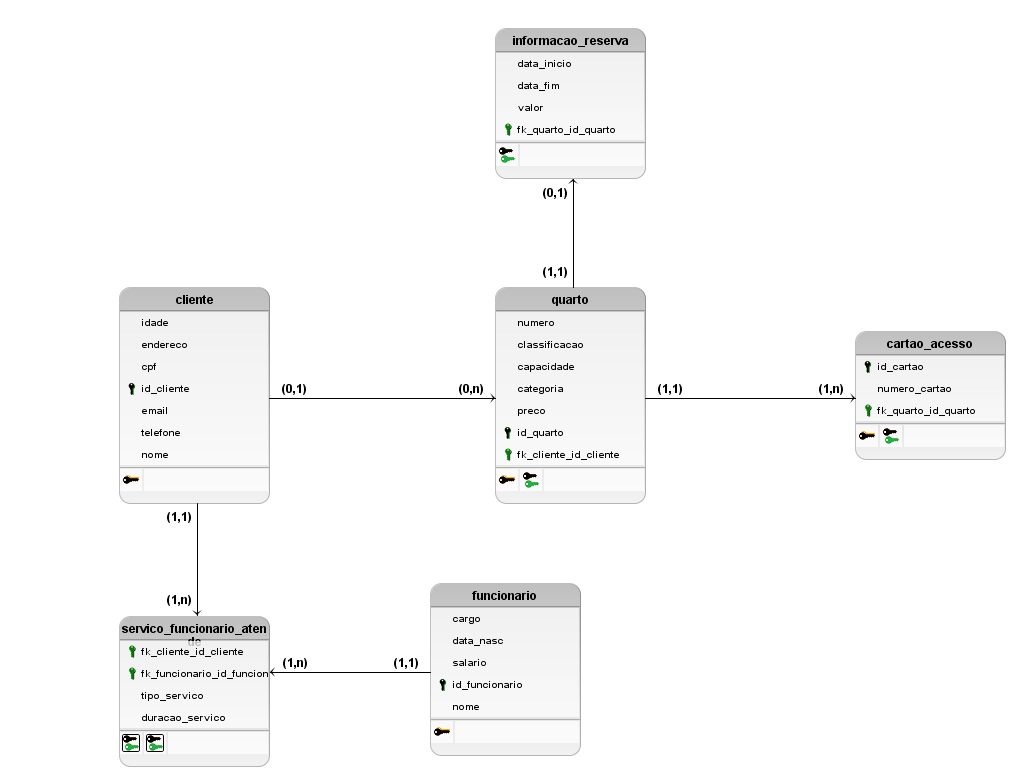 informacao_reserva
data_inicio
data_fim
valor
fk_quarto_id_quarto
(0,1)
(1,1)
cliente
idade
endereco
cpf
id_cliente
email
telefone
nome
(0,1)
(0,n)
quarto
numero
classificacao
capacidade
categoria
preco
id_quarto
fk_cliente_id_cliente
(1,1)
(1,n)
cartao_acesso
id_cartao
numero_cartao
fk_quarto_id_quarto
(1,1)
(1,n)
servico_funcionario_aten
de
fk_cliente_id_cliente
fk_funcionario_id_funcion
tipo_servico
duracao_servico
(1,n)
(1,1)
funcionario
cargo
data_nasc
salario
id_funcionario
nome